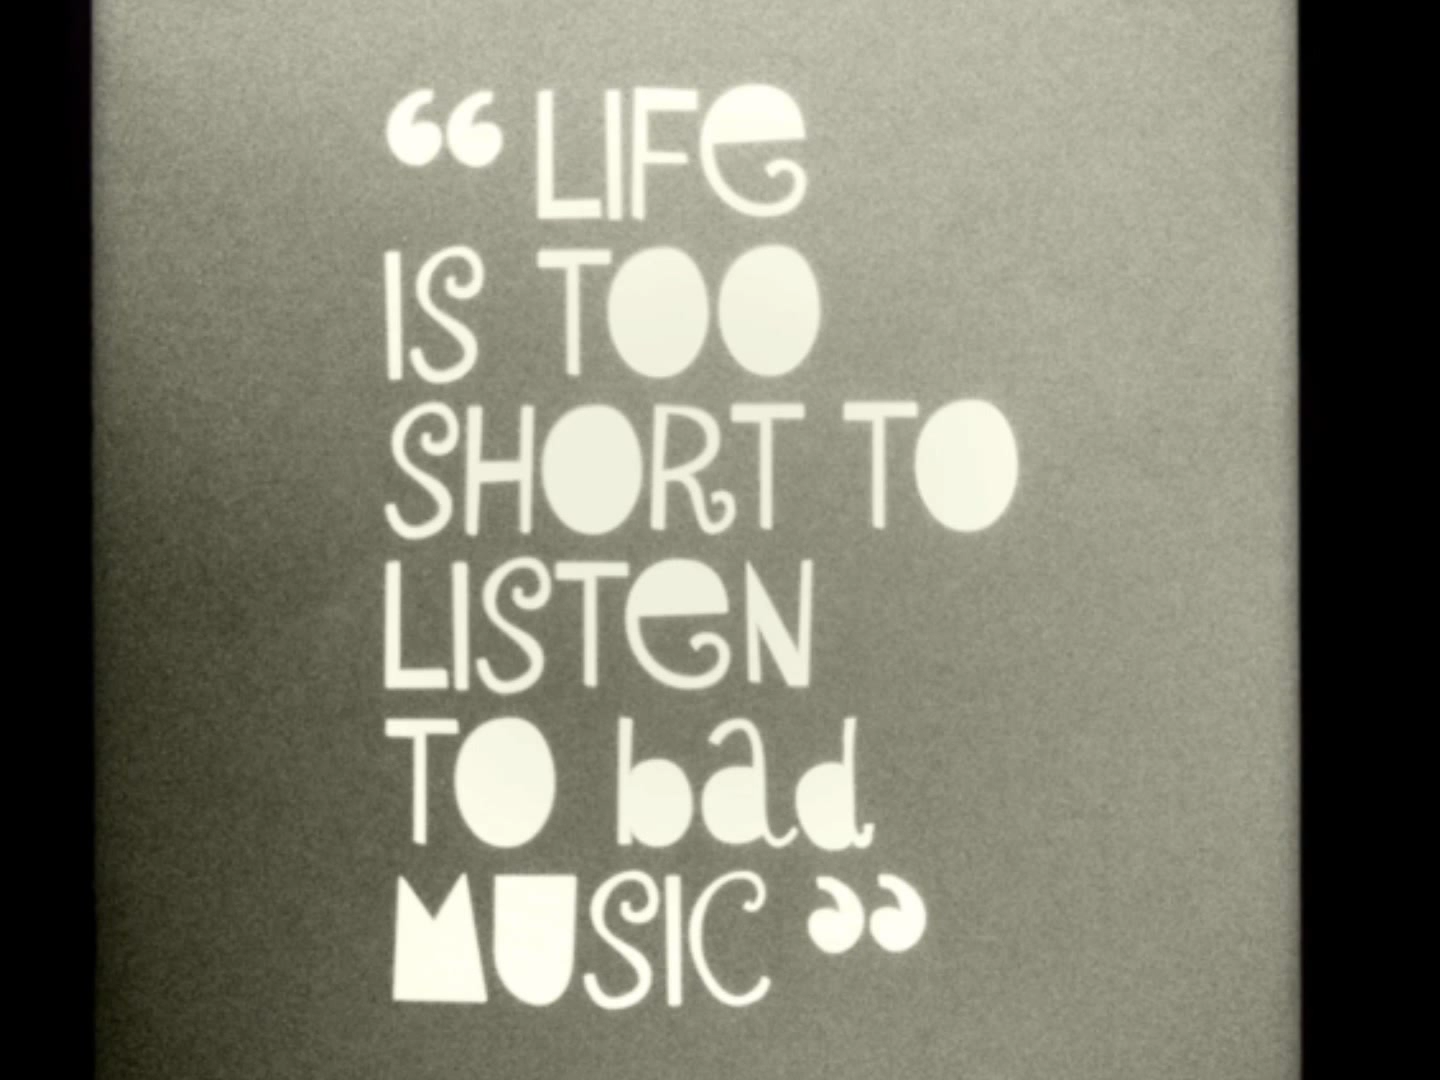 “LIFe
IS TOO
SHORT TO
LISTeN
TO bad
MUSIC”